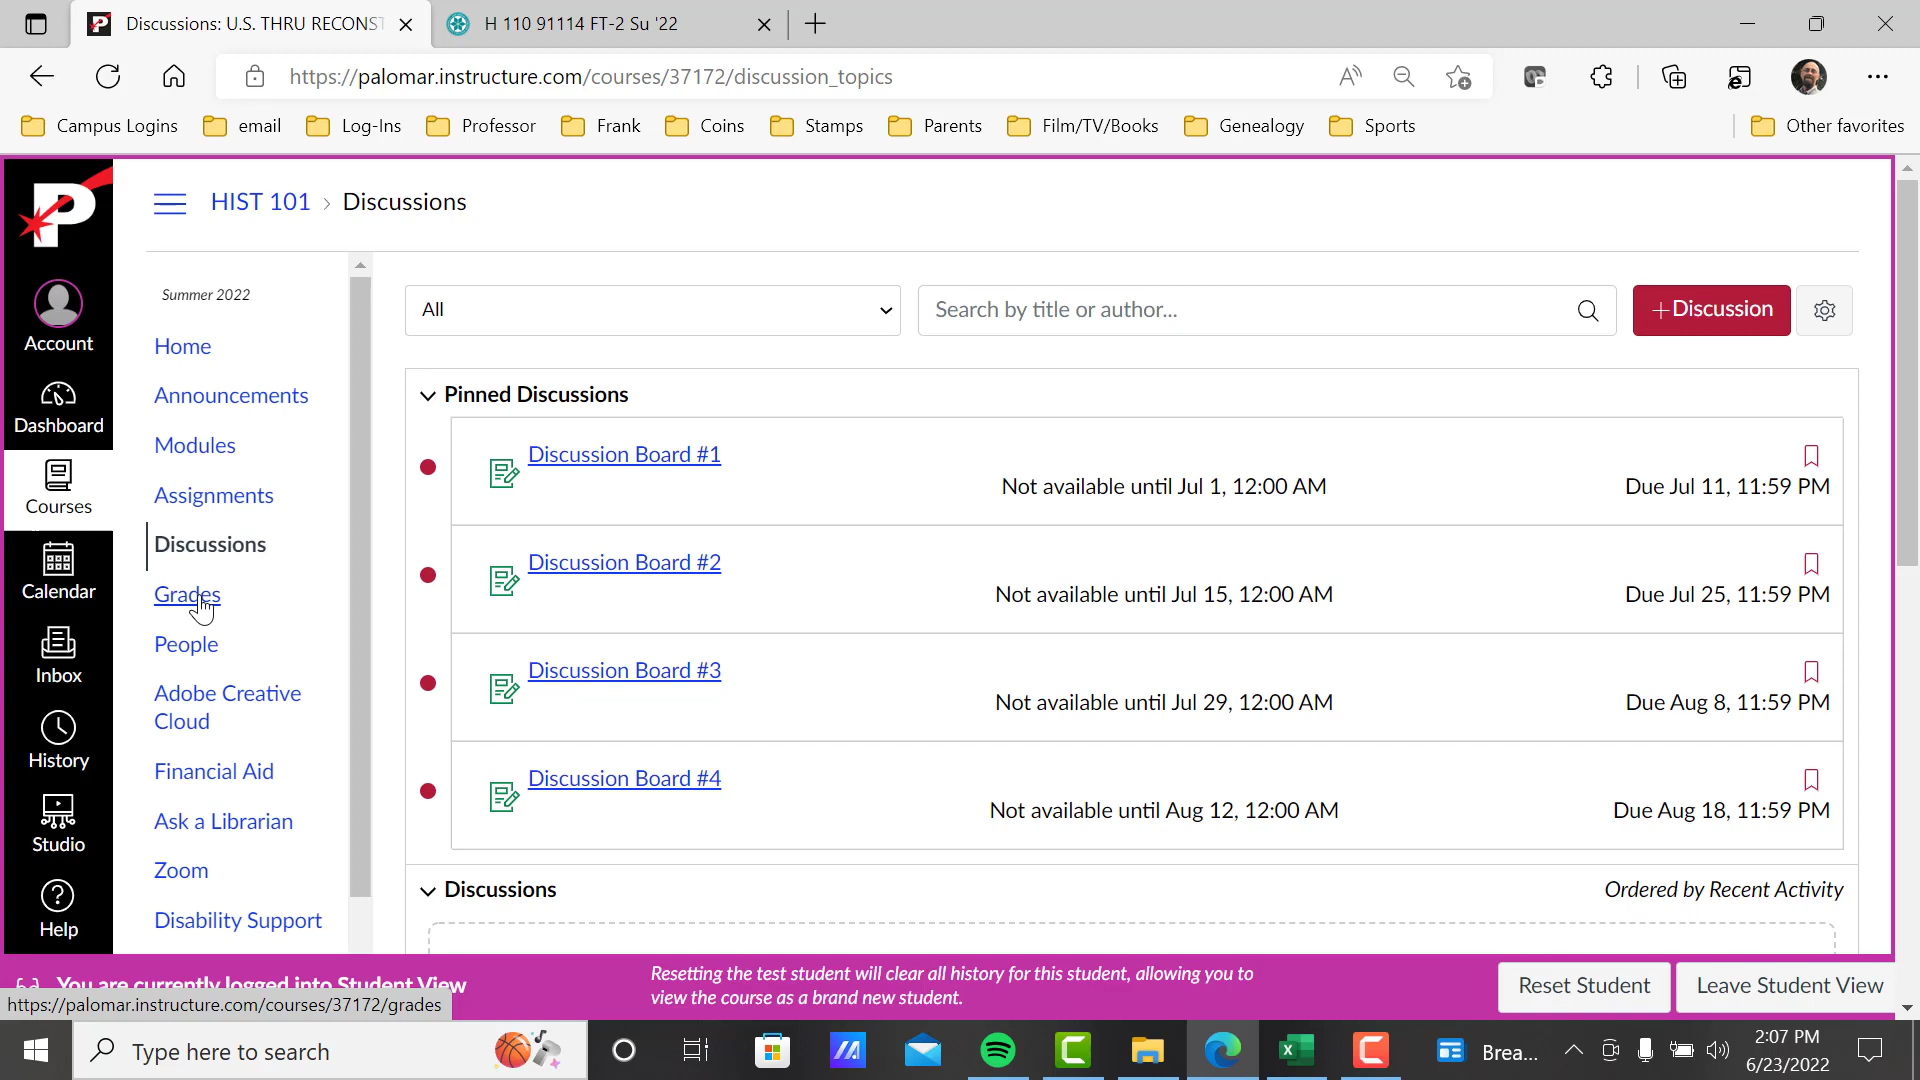 Discussions: U.S. THRU RECONST
H 110 91114 FT-2 Su '22
https://palomar.instructure.com/courses/37172/discussion_topics
Campus Logins
email
Log-Ins
Professor
Frank
Coins
Stamps
Parents
Film/TV/Books
Genealogy
Sports
Other favorites
P
HIST 101 › Discussions
Account
Dashboard
Courses
Calendar
Inbox
History
Studio
Help
Summer 2022
Home
Announcements
Modules
Assignments
Discussions
Grades
People
Adobe Creative
Cloud
Financial Aid
Ask a Librarian
Zoom
Disability Support
All
Search by title or author...
+Discussion
Pinned Discussions
Discussion Board #1
Not available until Jul 1, 12:00 AM
Due Jul 11, 11:59 PM
Discussion Board #2
Not available until Jul 15, 12:00 AM
Due Jul 25, 11:59 PM
Discussion Board #3
Not available until Jul 29, 12:00 AM
Due Aug 8, 11:59 PM
Discussion Board #4
Not available until Aug 12, 12:00 AM
Due Aug 18, 11:59 PM
Discussions
Ordered by Recent Activity
You are currently logged into Student View
Resetting the test student will clear all history for this student, allowing you to
view the course as a brand new student.
Reset Student
Leave Student View
https://palomar.instructure.com/courses/37172/grades
Type here to search
Brea...
2:07 PM
6/23/2022